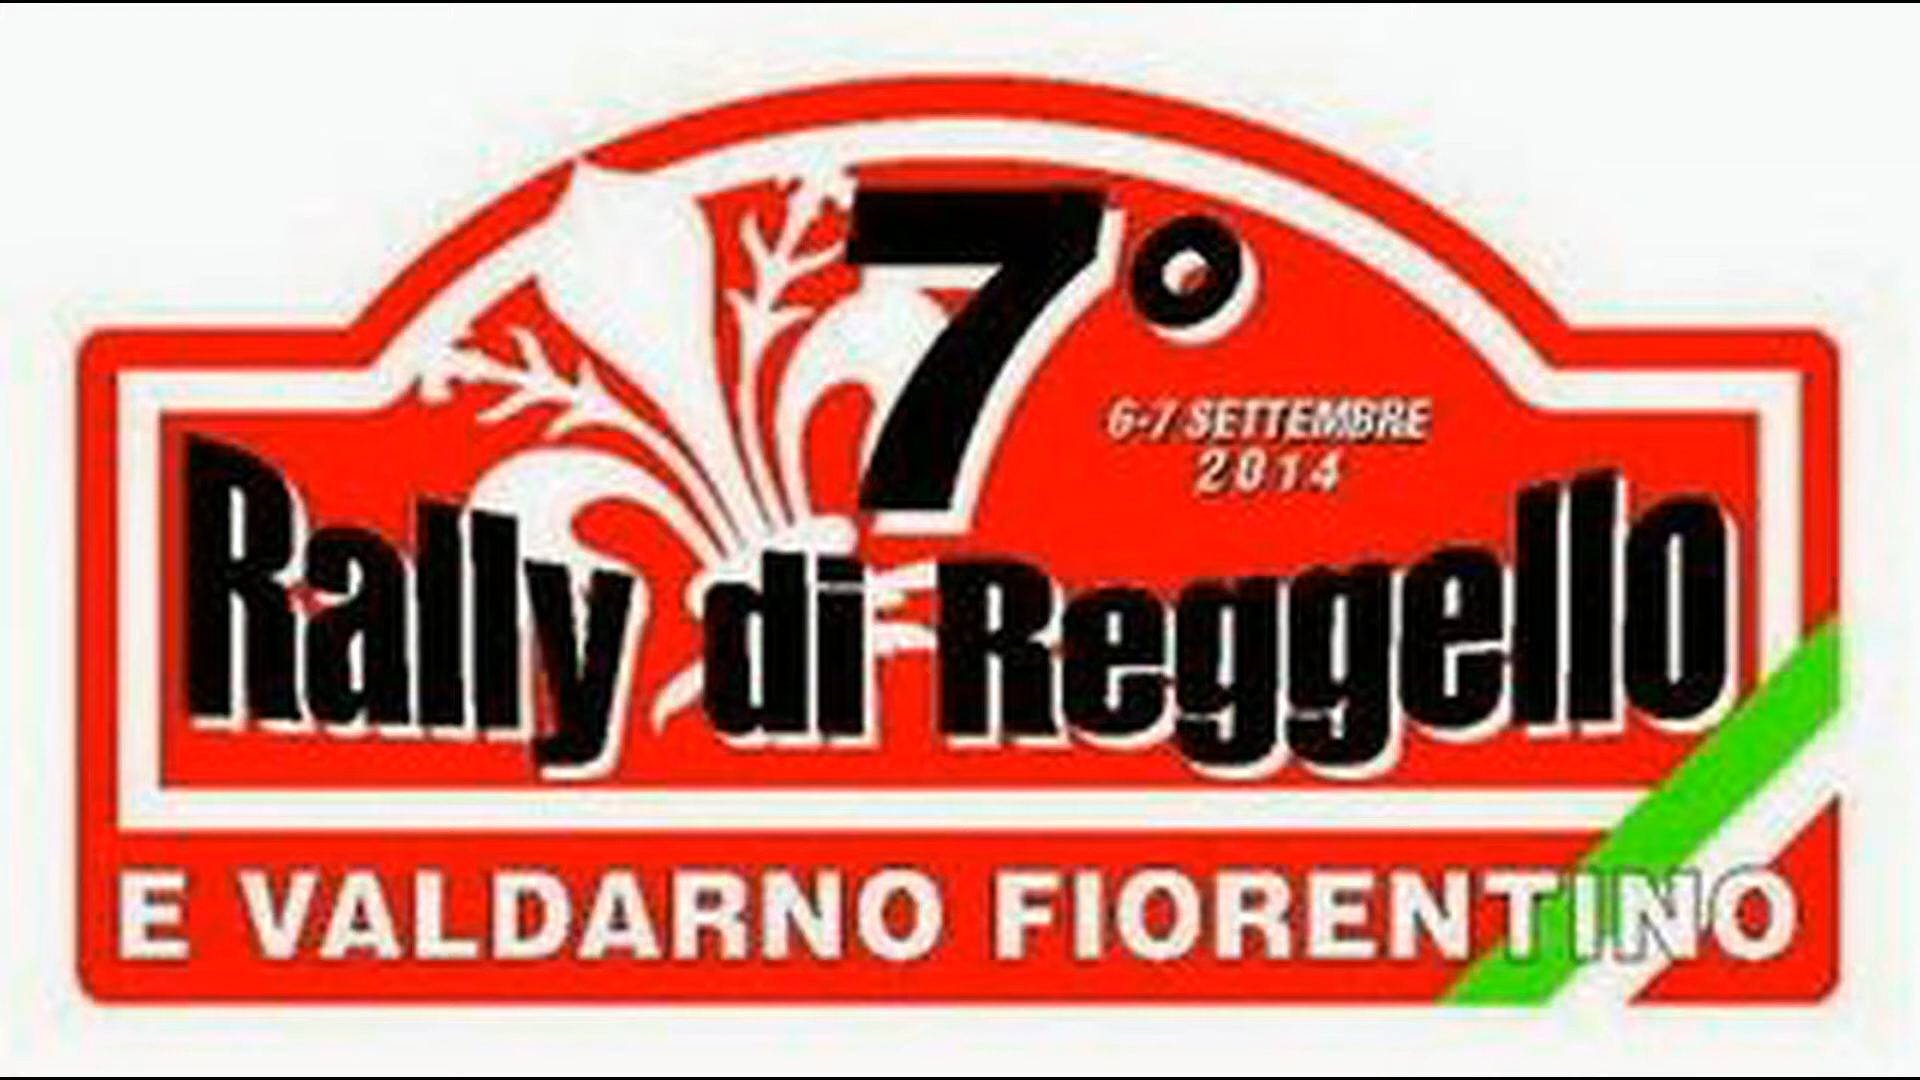 7°
6-7 SETTEMBRE
2014
Rally di Reggello
E VALDARNO FIORENTINO